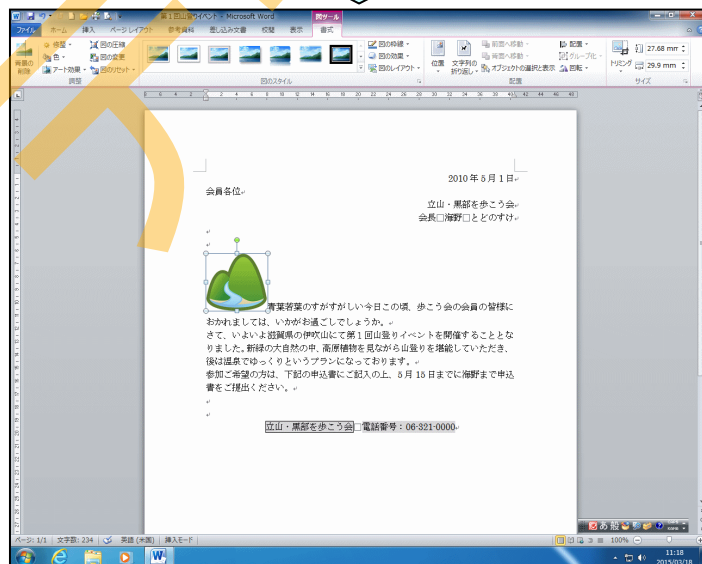 第1回山登りイベント - Microsoft Word
図ツール
ファイル ホーム 挿入 ページ レイアウト 参考資料 差し込み文書 校閲 表示 書式
背景の削除
修整
色
アート効果
図の圧縮
図の変更
図のリセット
調整
図のスタイル
図の枠線
図の効果
図のレイアウト
位置
文字列の折り返し
前面へ移動
背面へ移動
オブジェクトの選択と表示
配置
グループ化
回転
配置
トリミング
27.68 mm
29.9 mm
サイズ
2010 年 5 月 1 日
会員各位
立山・黒部を歩こう会
会長□海野□とどのすけ
青葉若葉のすがすがしい今日この頃、歩こう会の会員の皆様に
おかれましては、いかがお過ごしでしょうか。
さて、いよいよ滋賀県の伊吹山にて第1回山登りイベントを開催することとな
りました。新緑の大自然の中、高原植物を見ながら山登りを堪能していただき、
後は温泉でゆっくりというプランになっております。
参加ご希望の方は、下記の申込書にご記入の上、5 月 15 日までに海野まで申込
書をご提出ください。
立山・黒部を歩こう会□電話番号：06-321-0000
ページ: 1/1 文字数: 234 英語 (米国) 挿入モード
あ 般
100%
11:18
2015/03/18